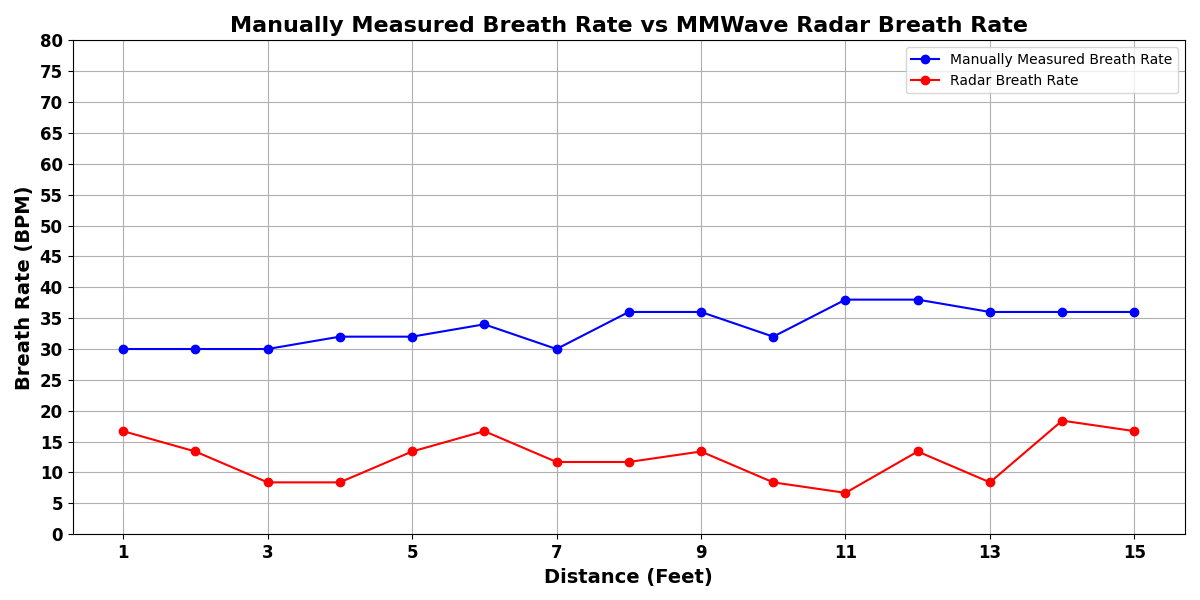 Manually Measured Breath Rate vs MMWave Radar Breath Rate
80
75
70
65
60
55
50
45
40
35
30
25
20
15
10
5
0
Breath Rate (BPM)
Manually Measured Breath Rate
Radar Breath Rate
1 3 5 7 9 11 13 15
Distance (Feet)